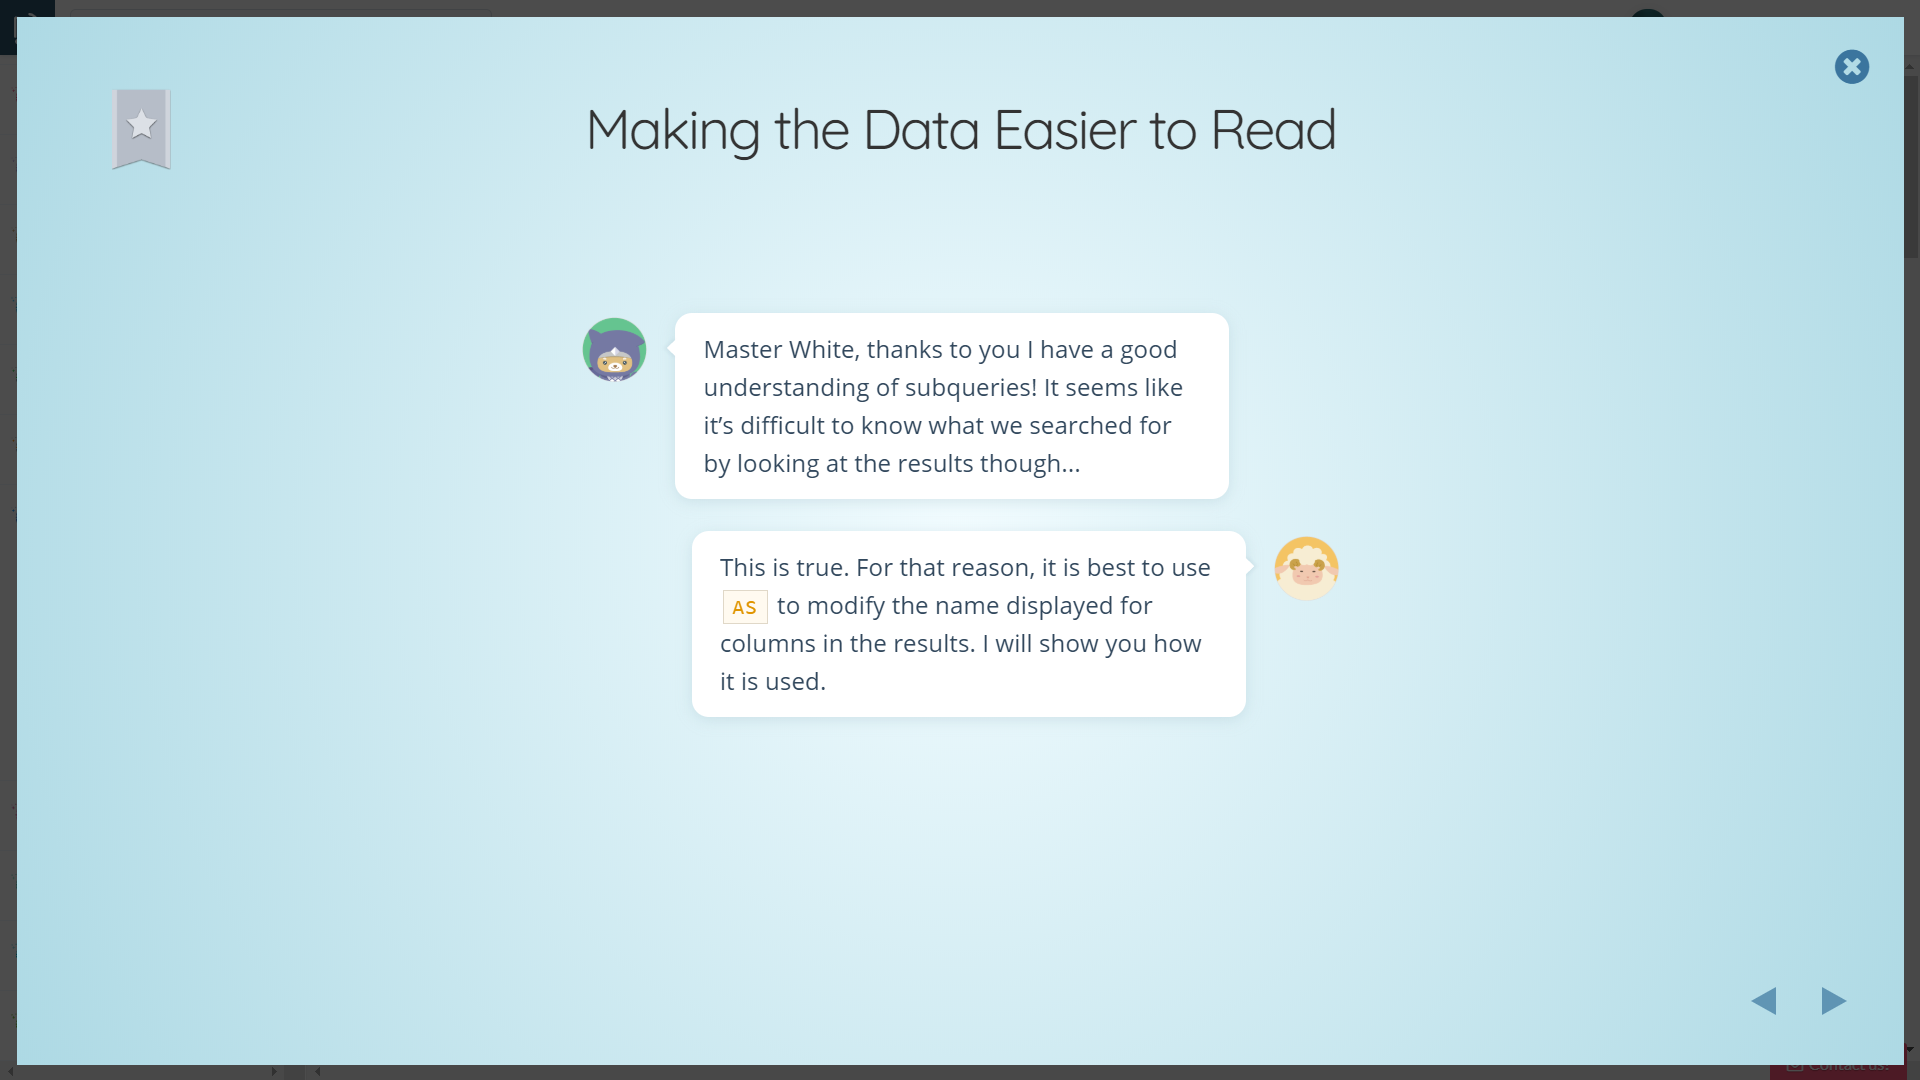 Making the Data Easier to Read
Master White, thanks to you I have a good
understanding of subqueries! It seems like
it’s difficult to know what we searched for
by looking at the results though...
This is true. For that reason, it is best to use
AS to modify the name displayed for
columns in the results. I will show you how
it is used.
Contact us!